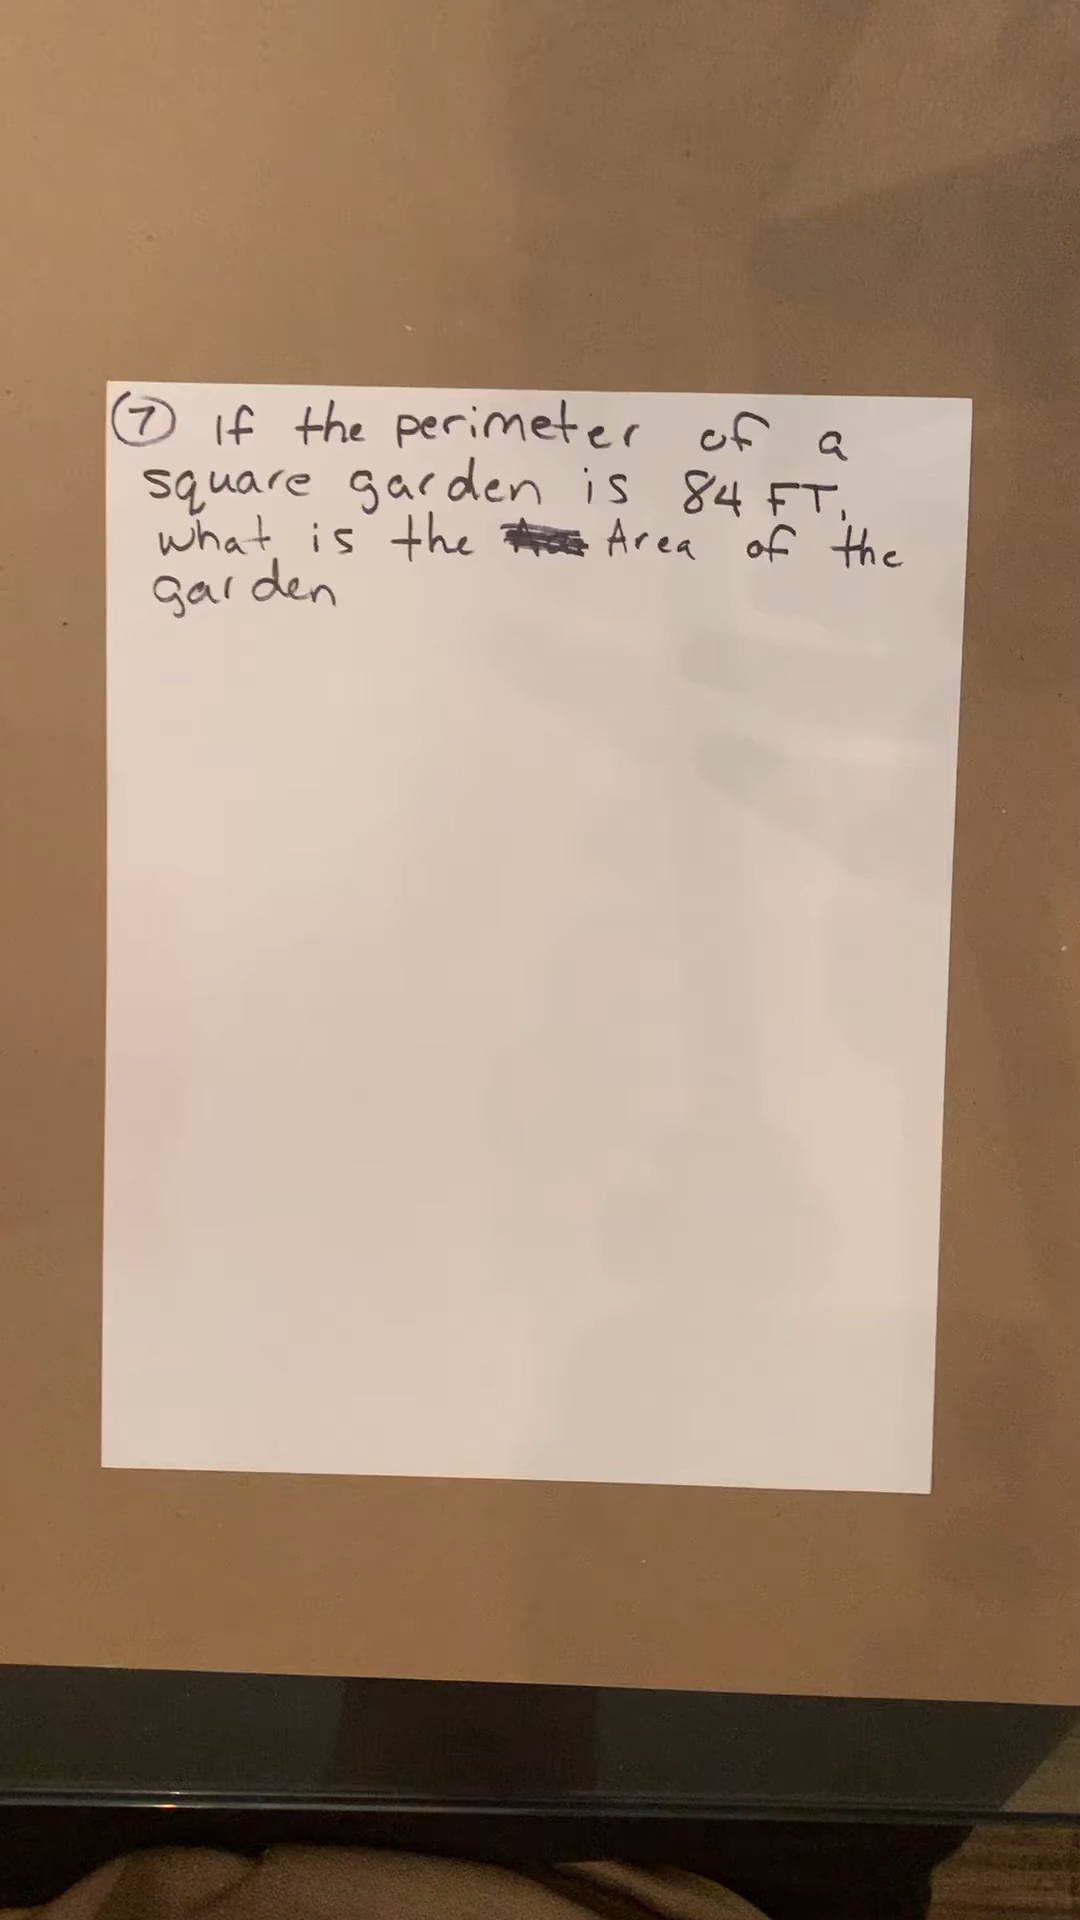 7 If the perimeter of a
square garden is 84 FT,
what is the Area of the
garden